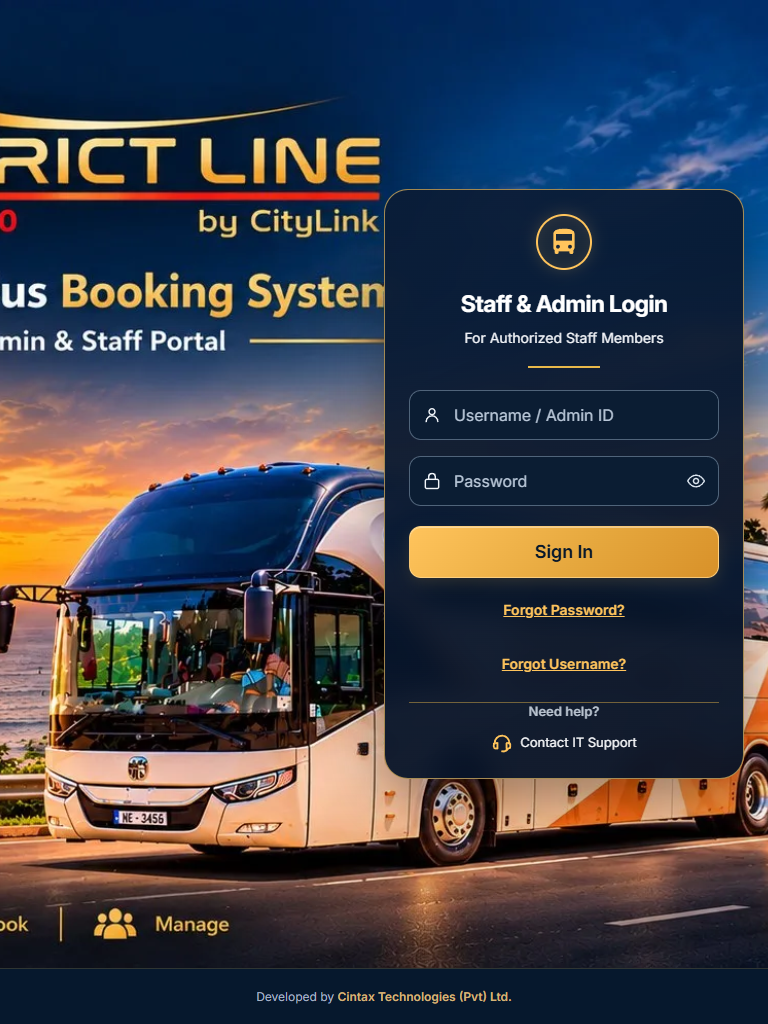 RICT LINE
0
by CityLink
us Booking System
min & Staff Portal
Staff & Admin Login
For Authorized Staff Members
Username / Admin ID
Password
Sign In
Forgot Password?
Forgot Username?
Need help?
Contact IT Support
NE - 3456
ook
Manage
Developed by Cintax Technologies (Pvt) Ltd.